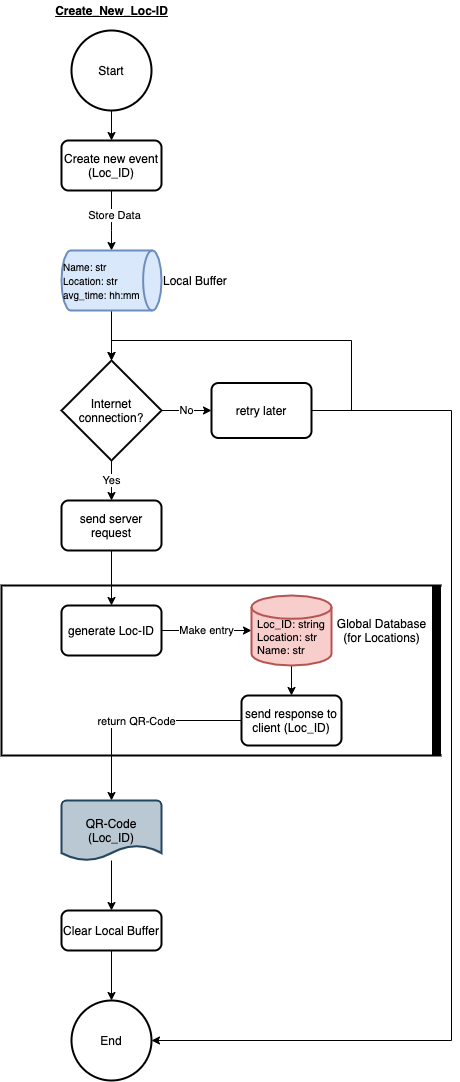 Create_New_Loc-ID
Start
Create new event
(Loc_ID)
Store Data
Name: str
Location: str
avg_time: hh:mm
Local Buffer
Internet
connection?
No
retry later
Yes
send server
request
generate Loc-ID
Make entry
Loc_ID: string
Location: str
Name: str
Global Database
(for Locations)
send response to
client (Loc_ID)
return QR-Code
QR-Code
(Loc_ID)
Clear Local Buffer
End